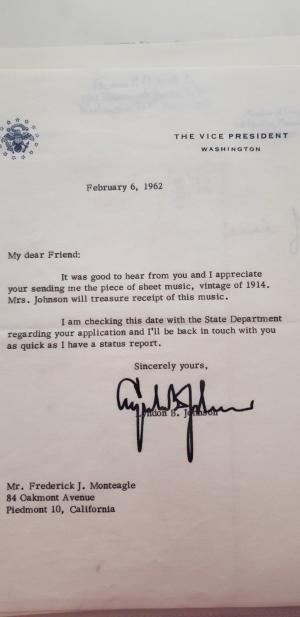 THE VICE PRESIDENT
WASHINGTON
February 6, 1962
My dear Friend:
It was good to hear from you and I appreciate
your sending me the piece of sheet music, vintage of 1914.
Mrs. Johnson will treasure receipt of this music.
I am checking this date with the State Department
regarding your application and I'll be back in touch with you
as quick as I have a status report.
Sincerely yours,
Lyndon B. Johnson
Mr. Frederick J. Monteagle
84 Oakmont Avenue
Piedmont 10, California